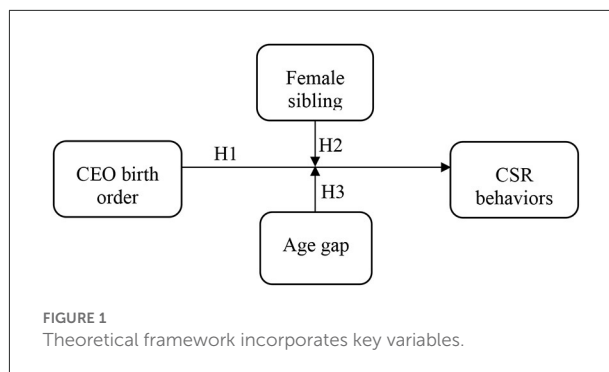 Female
sibling
H1
H2
CEO birth
order
CSR
behaviors
H3
Age gap
FIGURE 1
Theoretical framework incorporates key variables.